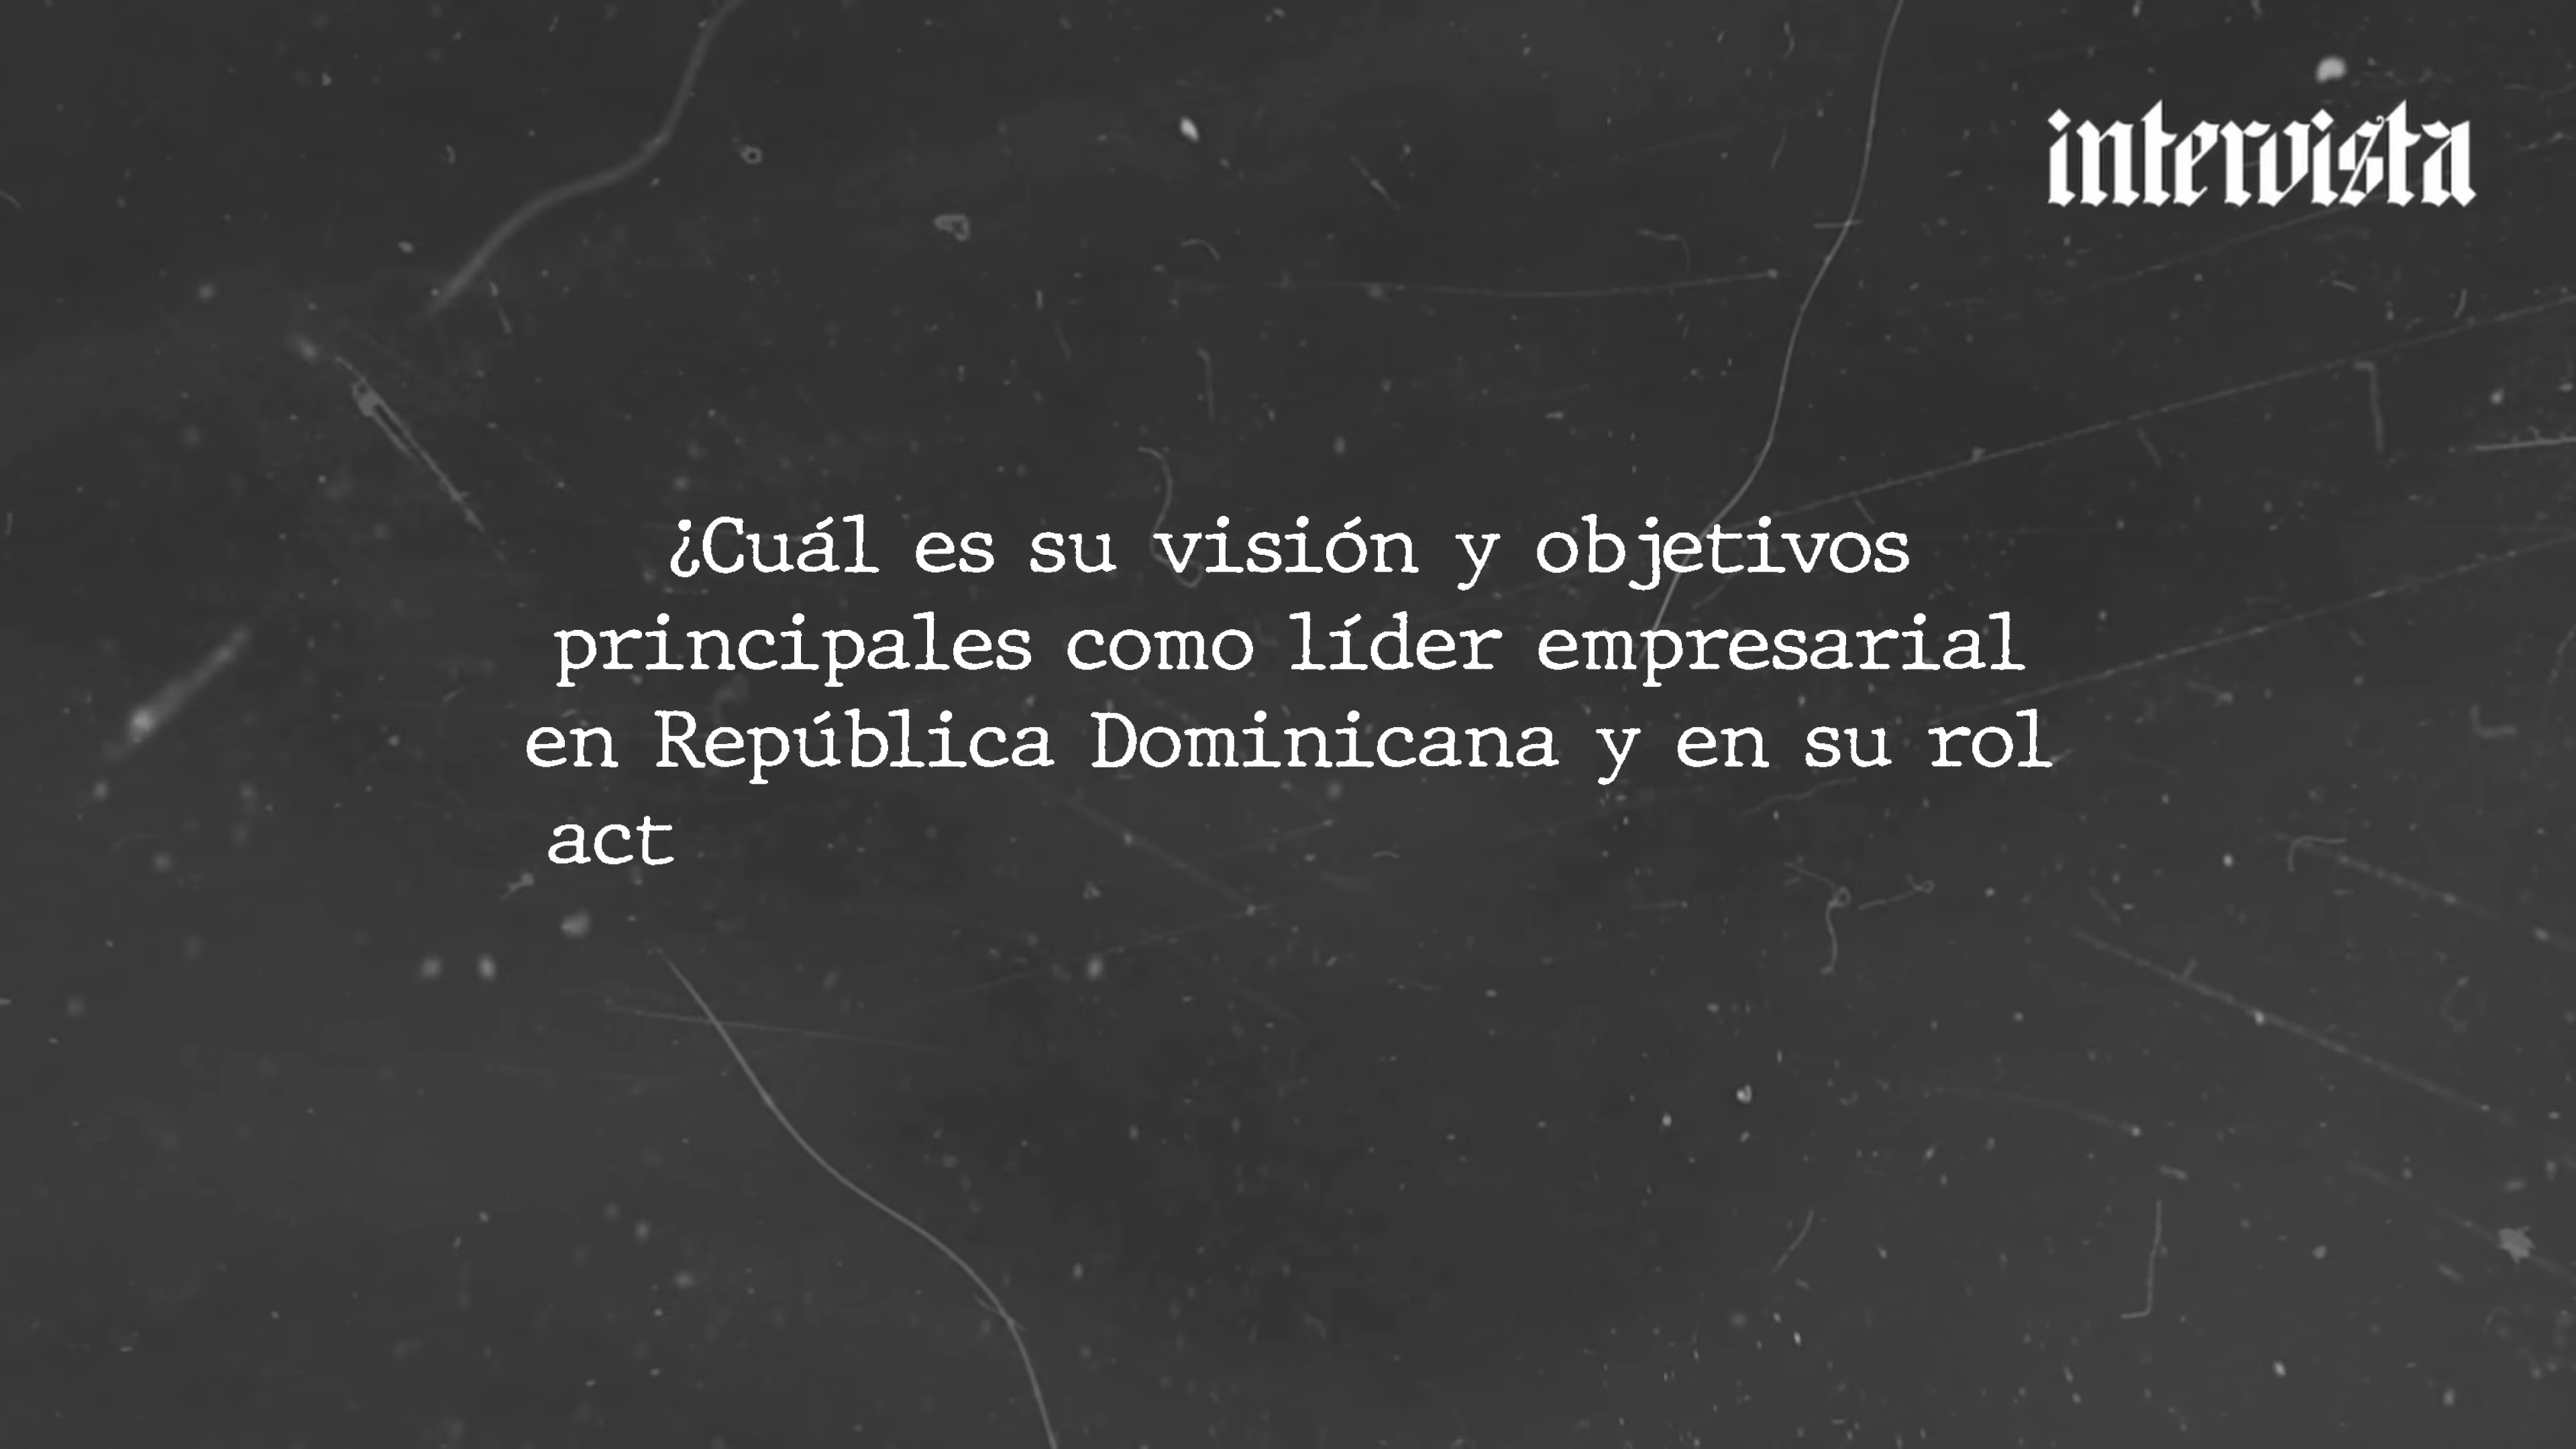 intervista
¿Cuál es su visión y objetivos
principales como líder empresarial
en República Dominicana y en su rol
act